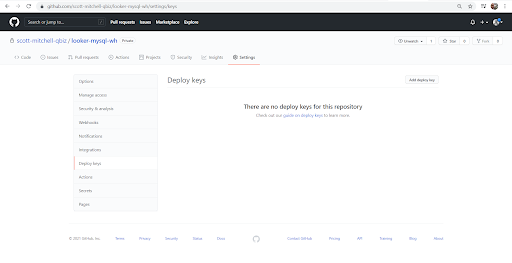 github.com/scott-mitchell-qbiz/looker-mysql-wh/settings/keys
Search or jump to...
Pull requests Issues Marketplace Explore
scott-mitchell-qbiz / looker-mysql-wh Private
Unwatch 1 Star 0 Fork
Code Issues Pull requests Actions Projects Security Insights Settings
Options
Manage access
Security & analysis
Webhooks
Notifications
Integrations
Deploy keys
Actions
Secrets
Pages
Deploy keys
Add deploy key
There are no deploy keys for this repository
Check out our guide on deploy keys to learn more.
© 2021 GitHub, Inc. Terms Privacy Security Status Docs Contact GitHub Pricing API Training Blog About